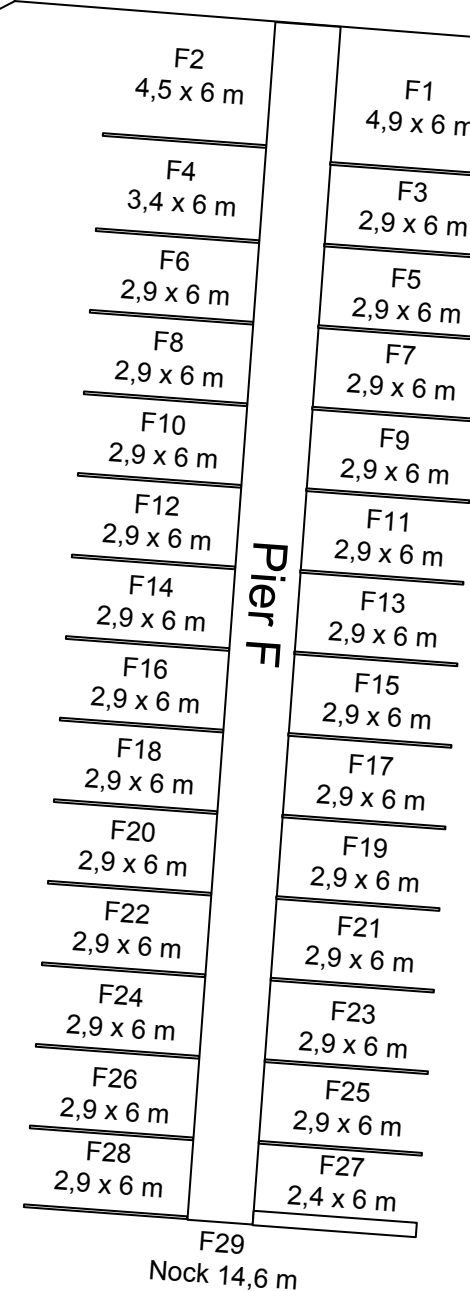 F2
4,5 x 6 m
F4
3,4 x 6 m
F6
2,9 x 6 m
F8
2,9 x 6 m
F10
2,9 x 6 m
F12
2,9 x 6 m
F14
2,9 x 6 m
F16
2,9 x 6 m
F18
2,9 x 6 m
F20
2,9 x 6 m
F22
2,9 x 6 m
F24
2,9 x 6 m
F26
2,9 x 6 m
F28
2,9 x 6 m
Pier F
F1
4,9 x 6 m
F3
2,9 x 6 m
F5
2,9 x 6 m
F7
2,9 x 6 m
F9
2,9 x 6 m
F11
2,9 x 6 m
F13
2,9 x 6 m
F15
2,9 x 6 m
F17
2,9 x 6 m
F19
2,9 x 6 m
F21
2,9 x 6 m
F23
2,9 x 6 m
F25
2,9 x 6 m
F27
2,4 x 6 m
F29
Nock 14,6 m